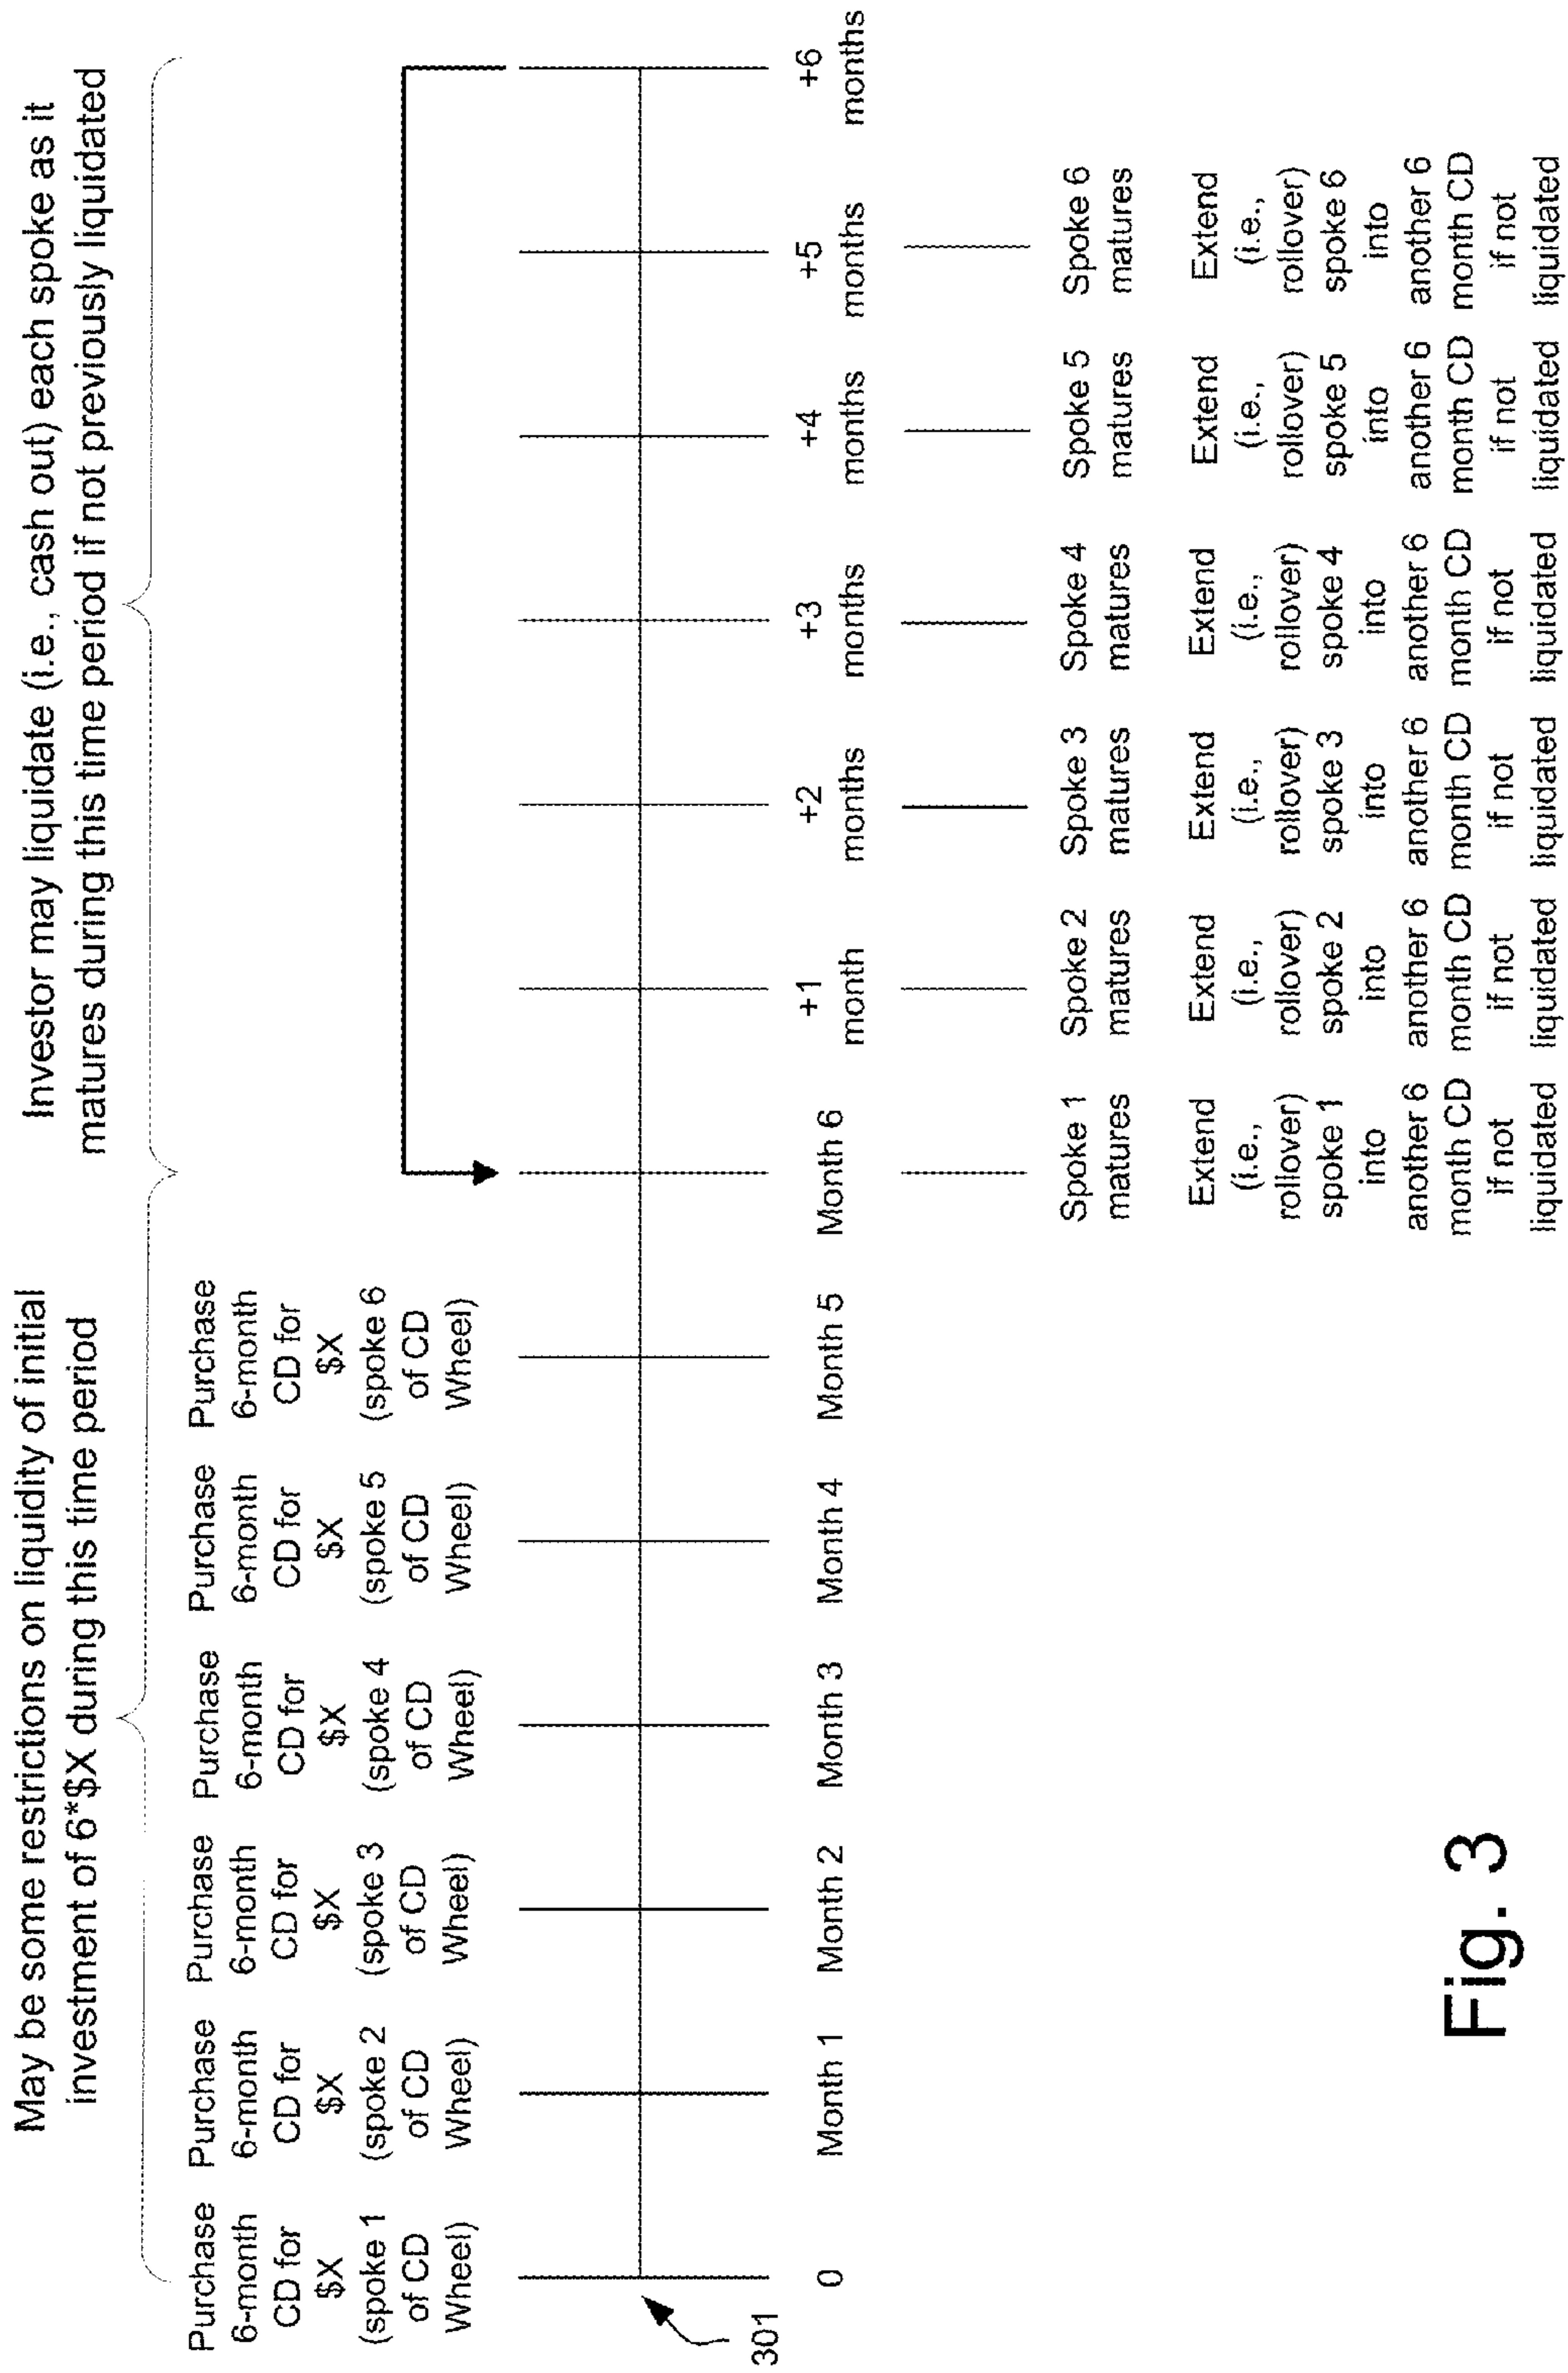 May be some restrictions on liquidity of initial
investment of 6*$X during this time period
Investor may liquidate (i.e., cash out) each spoke as it
matures during this time period if not previously liquidated
Purchase
6-month
CD for
$X
(spoke 1
of CD
Wheel)
Purchase
6-month
CD for
$X
(spoke 2
of CD
Wheel)
Purchase
6-month
CD for
$X
(spoke 3
of CD
Wheel)
Purchase
6-month
CD for
$X
(spoke 4
of CD
Wheel)
Purchase
6-month
CD for
$X
(spoke 5
of CD
Wheel)
Purchase
6-month
CD for
$X
(spoke 6
of CD
Wheel)
301
0
Month 1
Month 2
Month 3
Month 4
Month 5
Month 6
+1
month
+2
months
+3
months
+4
months
+5
months
+6
months
Spoke 1
matures
Extend
(i.e.,
rollover)
spoke 1
into
another 6
month CD
if not
liquidated
Spoke 2
matures
Extend
(i.e.,
rollover)
spoke 2
into
another 6
month CD
if not
liquidated
Spoke 3
matures
Extend
(i.e.,
rollover)
spoke 3
into
another 6
month CD
if not
liquidated
Spoke 4
matures
Extend
(i.e.,
rollover)
spoke 4
into
another 6
month CD
if not
liquidated
Spoke 5
matures
Extend
(i.e.,
rollover)
spoke 5
into
another 6
month CD
if not
liquidated
Spoke 6
matures
Extend
(i.e.,
rollover)
spoke 6
into
another 6
month CD
if not
liquidated
Fig. 3